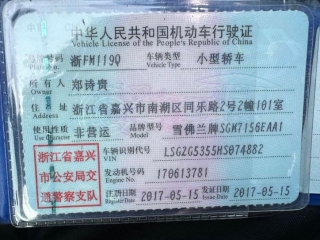 中华人民共和国机动车行驶证
Vehicle License of the People's Republic of China
号牌号码 浙FM119Q 车辆类型 小型轿车
Plate No. Vehicle Type
所有人 郑诗贵
Owner
住址 浙江省嘉兴市南湖区同乐路2号2幢101室
Address
使用性质 非营运 品牌型号 雪佛兰牌SGM7156EAA1
Use Character Model
浙江省嘉兴 车辆识别代号 LSGZG5355HS074882
VIN
市公安局交 发动机号码 170613781
Engine No.
通警察支队 注册日期 2017-05-15 发证日期 2017-05-15
Register Date Issue Date